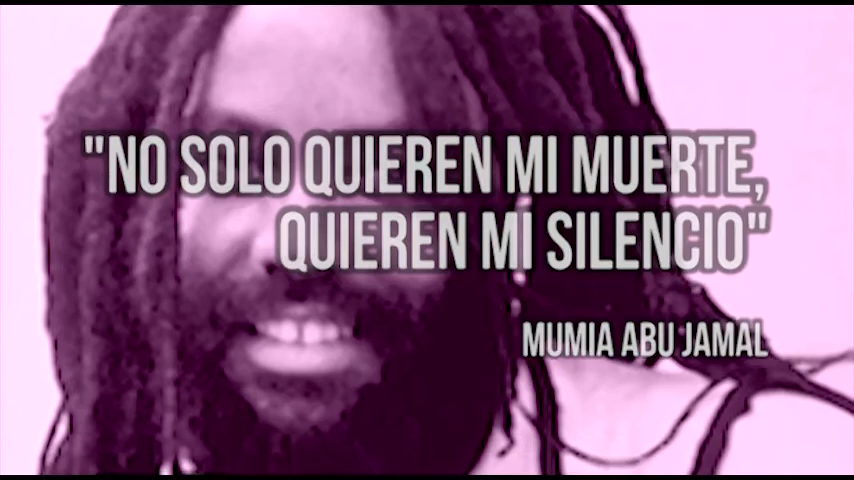 "NO SOLO QUIEREN MI MUERTE,
QUIEREN MI SILENCIO"
MUMIA ABU JAMAL